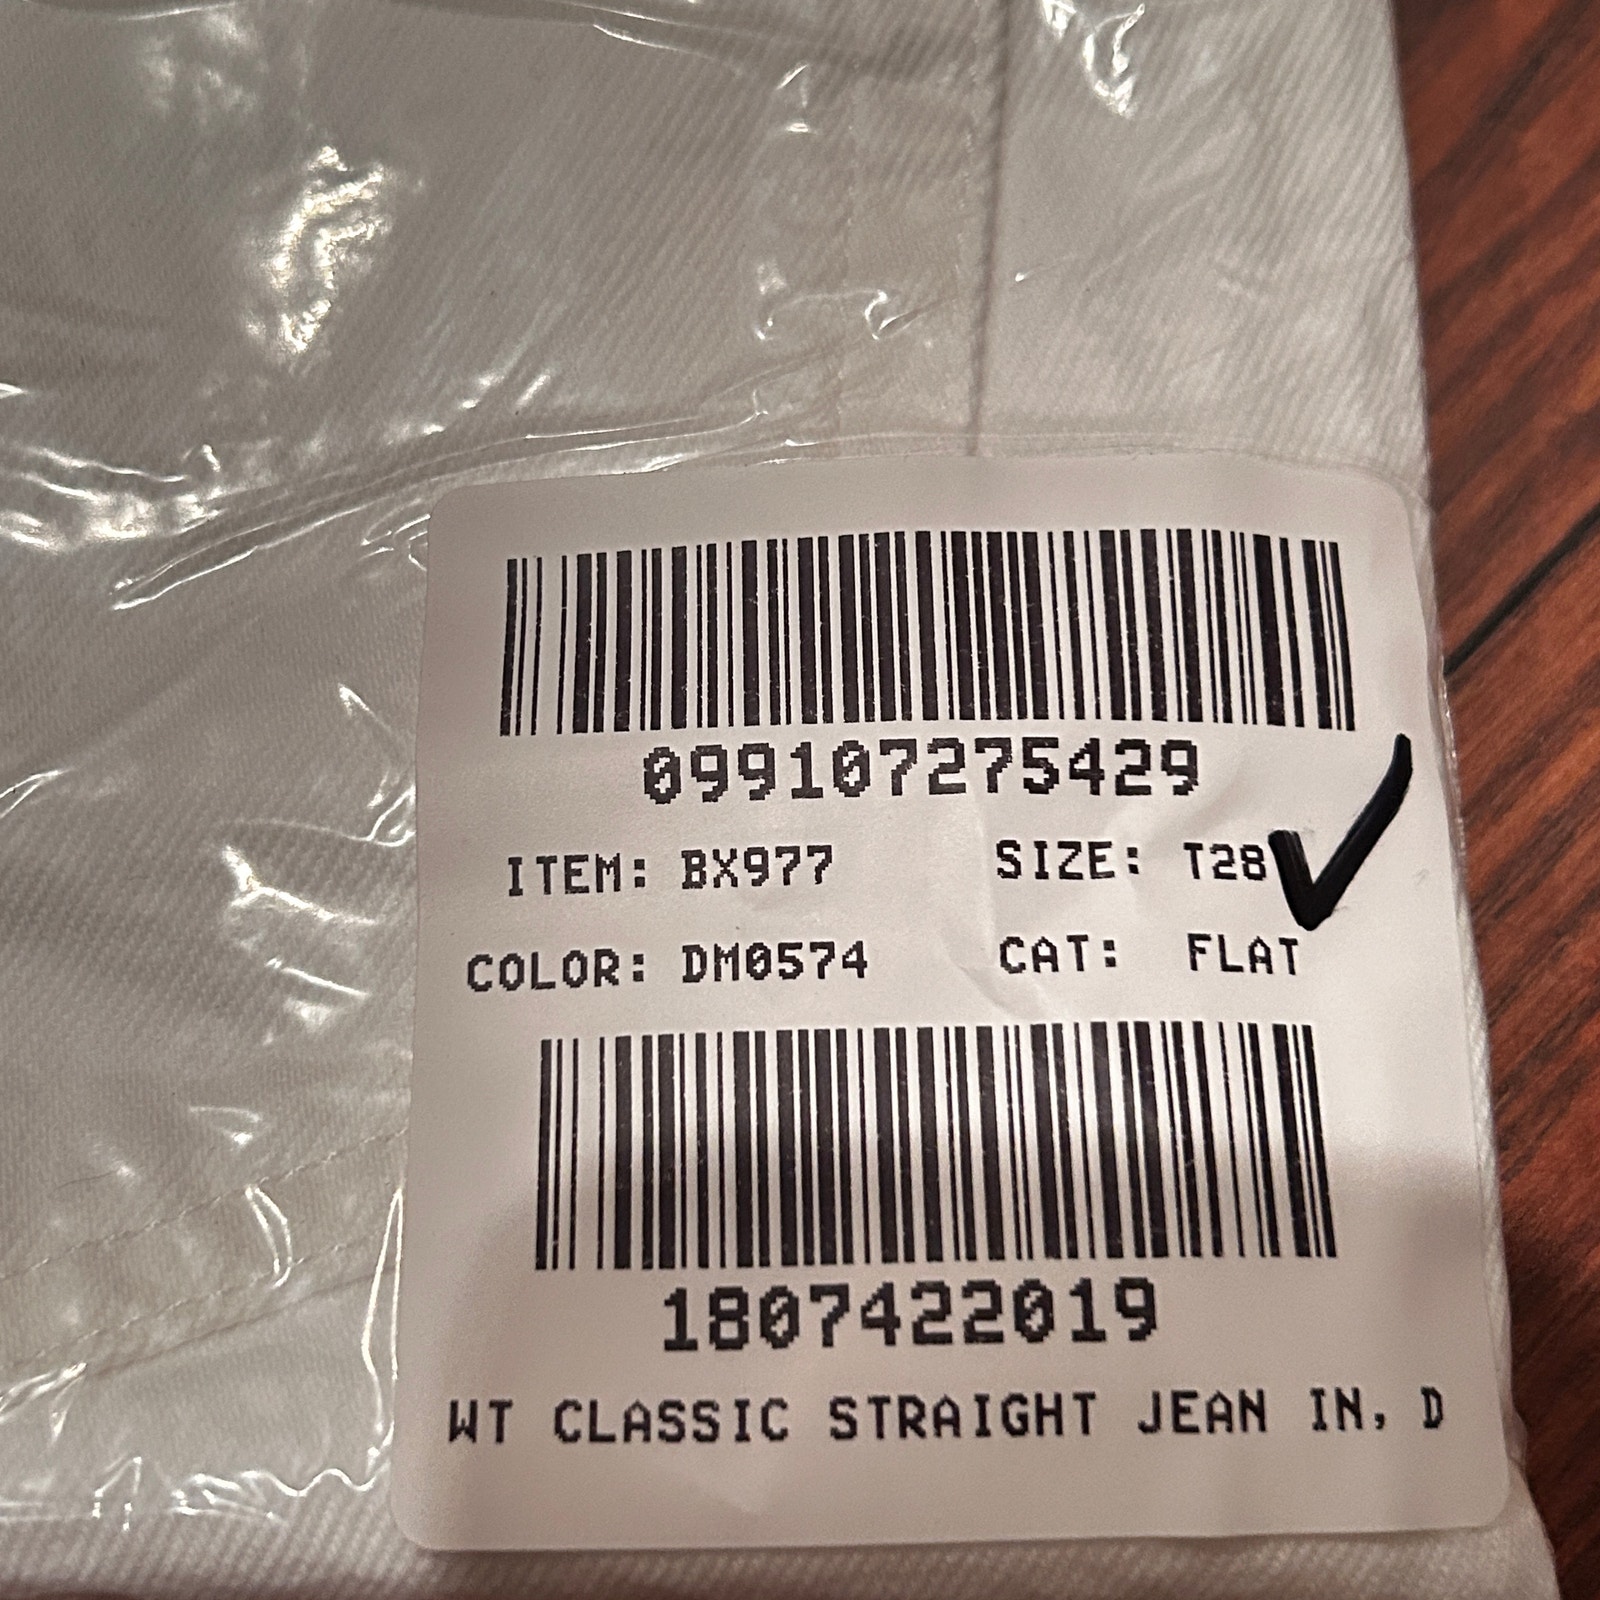 099107275429
ITEM: BX977 SIZE: T28
COLOR: DM0574 CAT: FLAT
1807422019
WT CLASSIC STRAIGHT JEAN IN, D